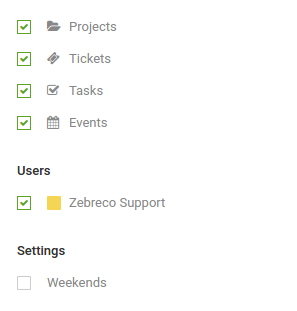 Projects
Tickets
Tasks
Events
Users
Zebreco Support
Settings
Weekends